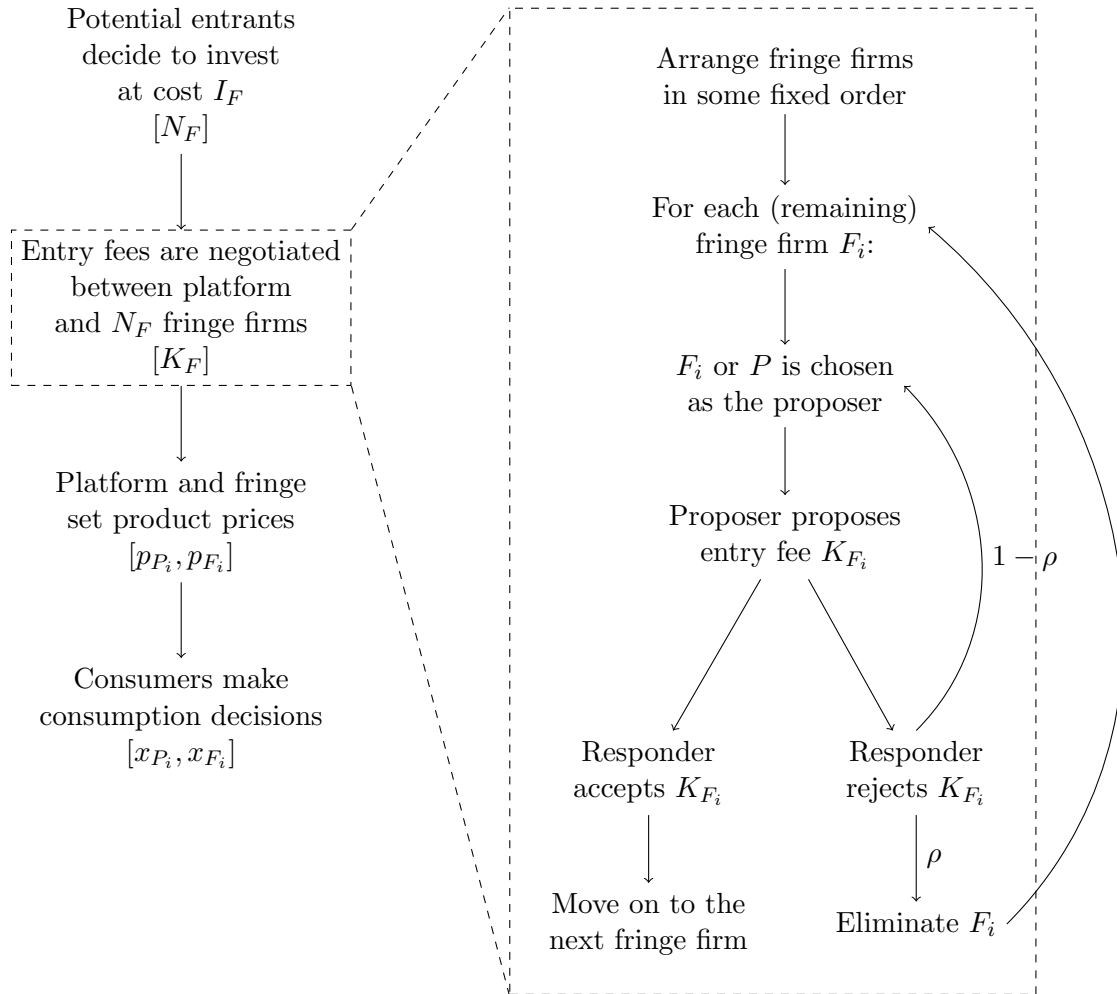 Potential entrants
decide to invest
at cost $I_F$
[$N_F$]
Entry fees are negotiated
between platform
and $N_F$ fringe firms
[$K_F$]
Platform and fringe
set product prices
[$p_{P_i}, p_{F_i}$]
Consumers make
consumption decisions
[$x_{P_i}, x_{F_i}$]
Arrange fringe firms
in some fixed order
For each (remaining)
fringe firm $F_i$:
$F_i$ or $P$ is chosen
as the proposer
Proposer proposes
entry fee $K_{F_i}$
$1 - \rho$
Responder
accepts $K_{F_i}$
Responder
rejects $K_{F_i}$
$\rho$
Move on to the
next fringe firm
Eliminate $F_i$